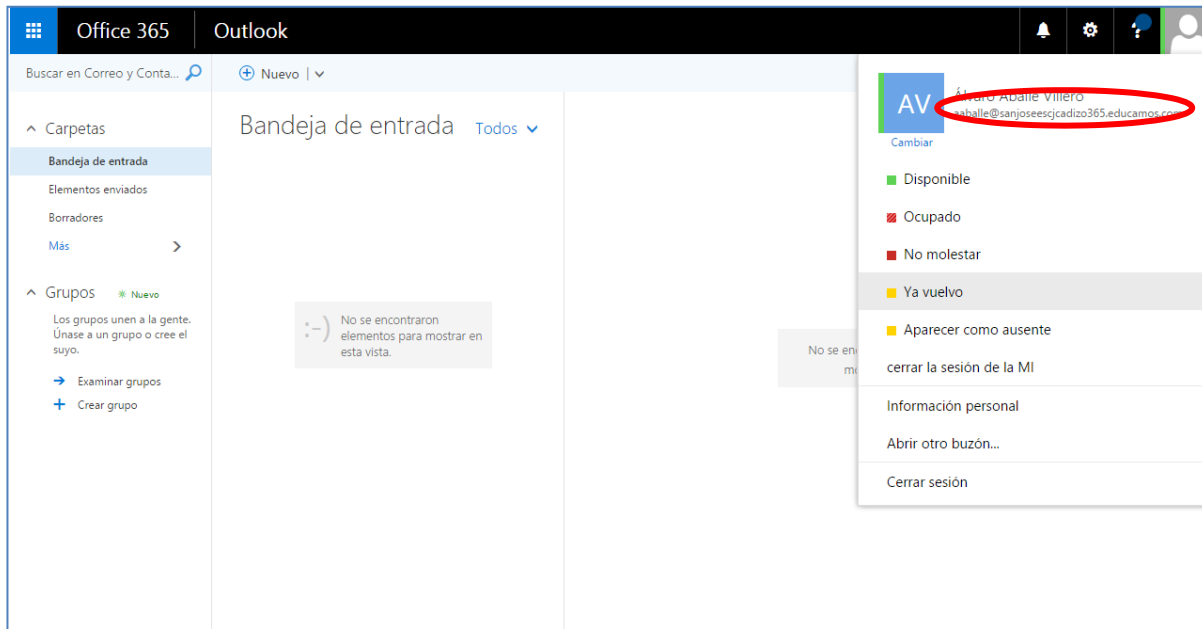 Office 365
Outlook
?
Buscar en Correo y Conta...
Nuevo
Carpetas
Bandeja de entrada
Elementos enviados
Borradores
Más
Grupos
Nuevo
Los grupos unen a la gente.
Únase a un grupo o cree el
suyo.
Examinar grupos
Crear grupo
Bandeja de entrada Todos
:-)
No se encontraron
elementos para mostrar en
esta vista.
No se en
m
AV
Álvaro Aballe Villero
aaballe@sanjoseescjcadizo365.educamos.com
Cambiar
Disponible
Ocupado
No molestar
Ya vuelvo
Aparecer como ausente
cerrar la sesión de la MI
Información personal
Abrir otro buzón...
Cerrar sesión